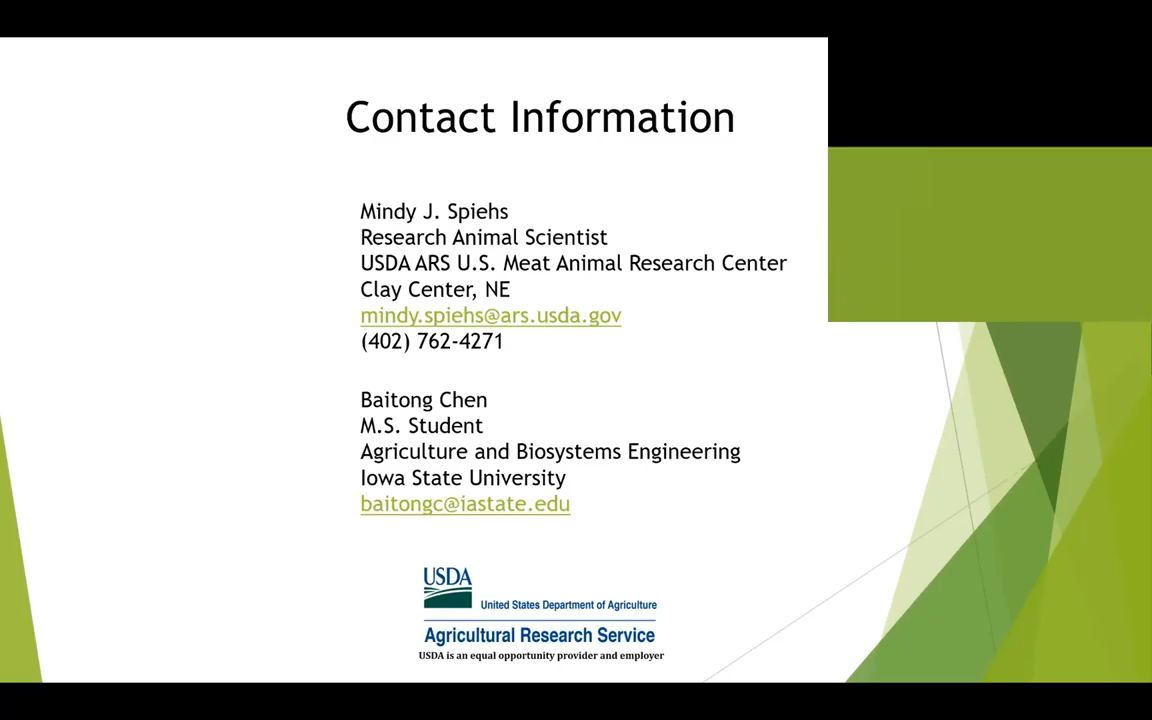 Contact Information
Mindy J. Spiehs
Research Animal Scientist
USDA ARS U.S. Meat Animal Research Center
Clay Center, NE
mindy.spiehs@ars.usda.gov
(402) 762-4271
Baitong Chen
M.S. Student
Agriculture and Biosystems Engineering
Iowa State University
baitongc@iastate.edu
USDA
United States Department of Agriculture
Agricultural Research Service
USDA is an equal opportunity provider and employer